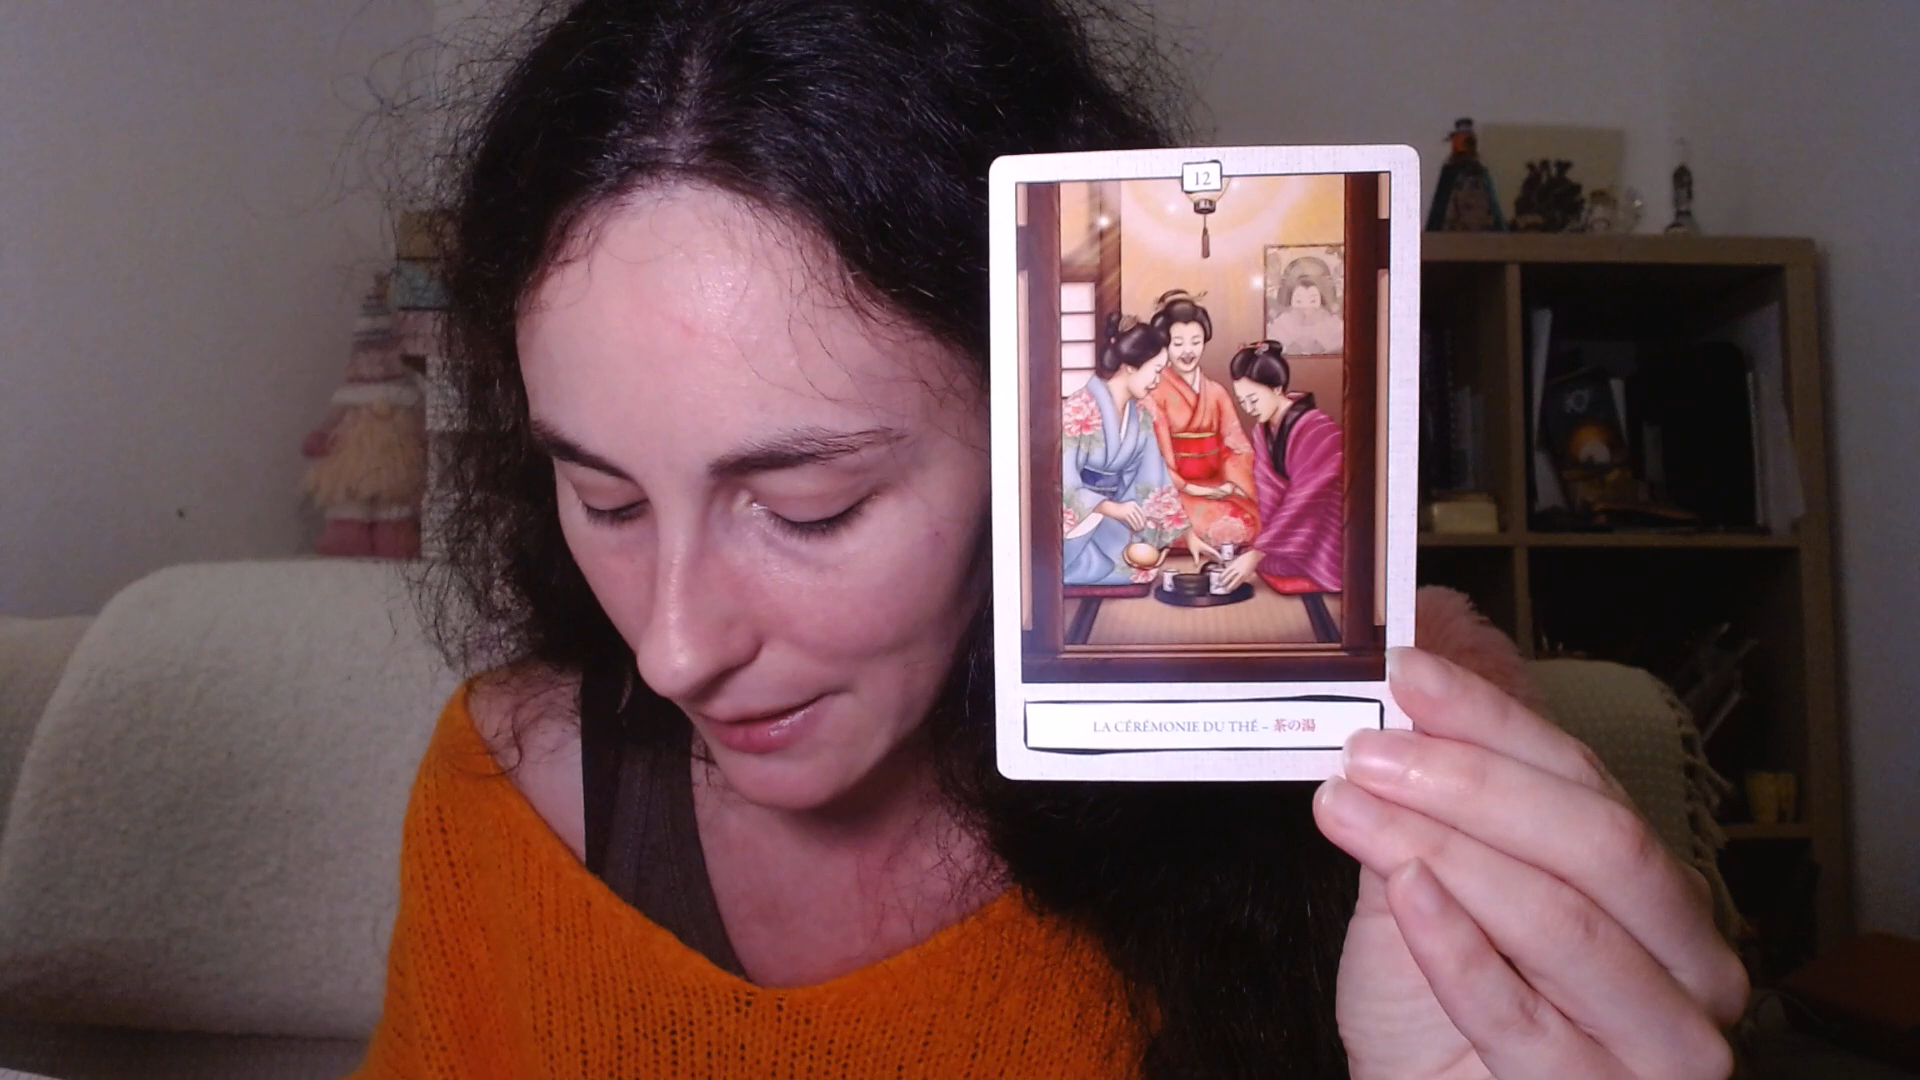 12
LA CÉRÉMONIE DU THÉ – 茶の湯